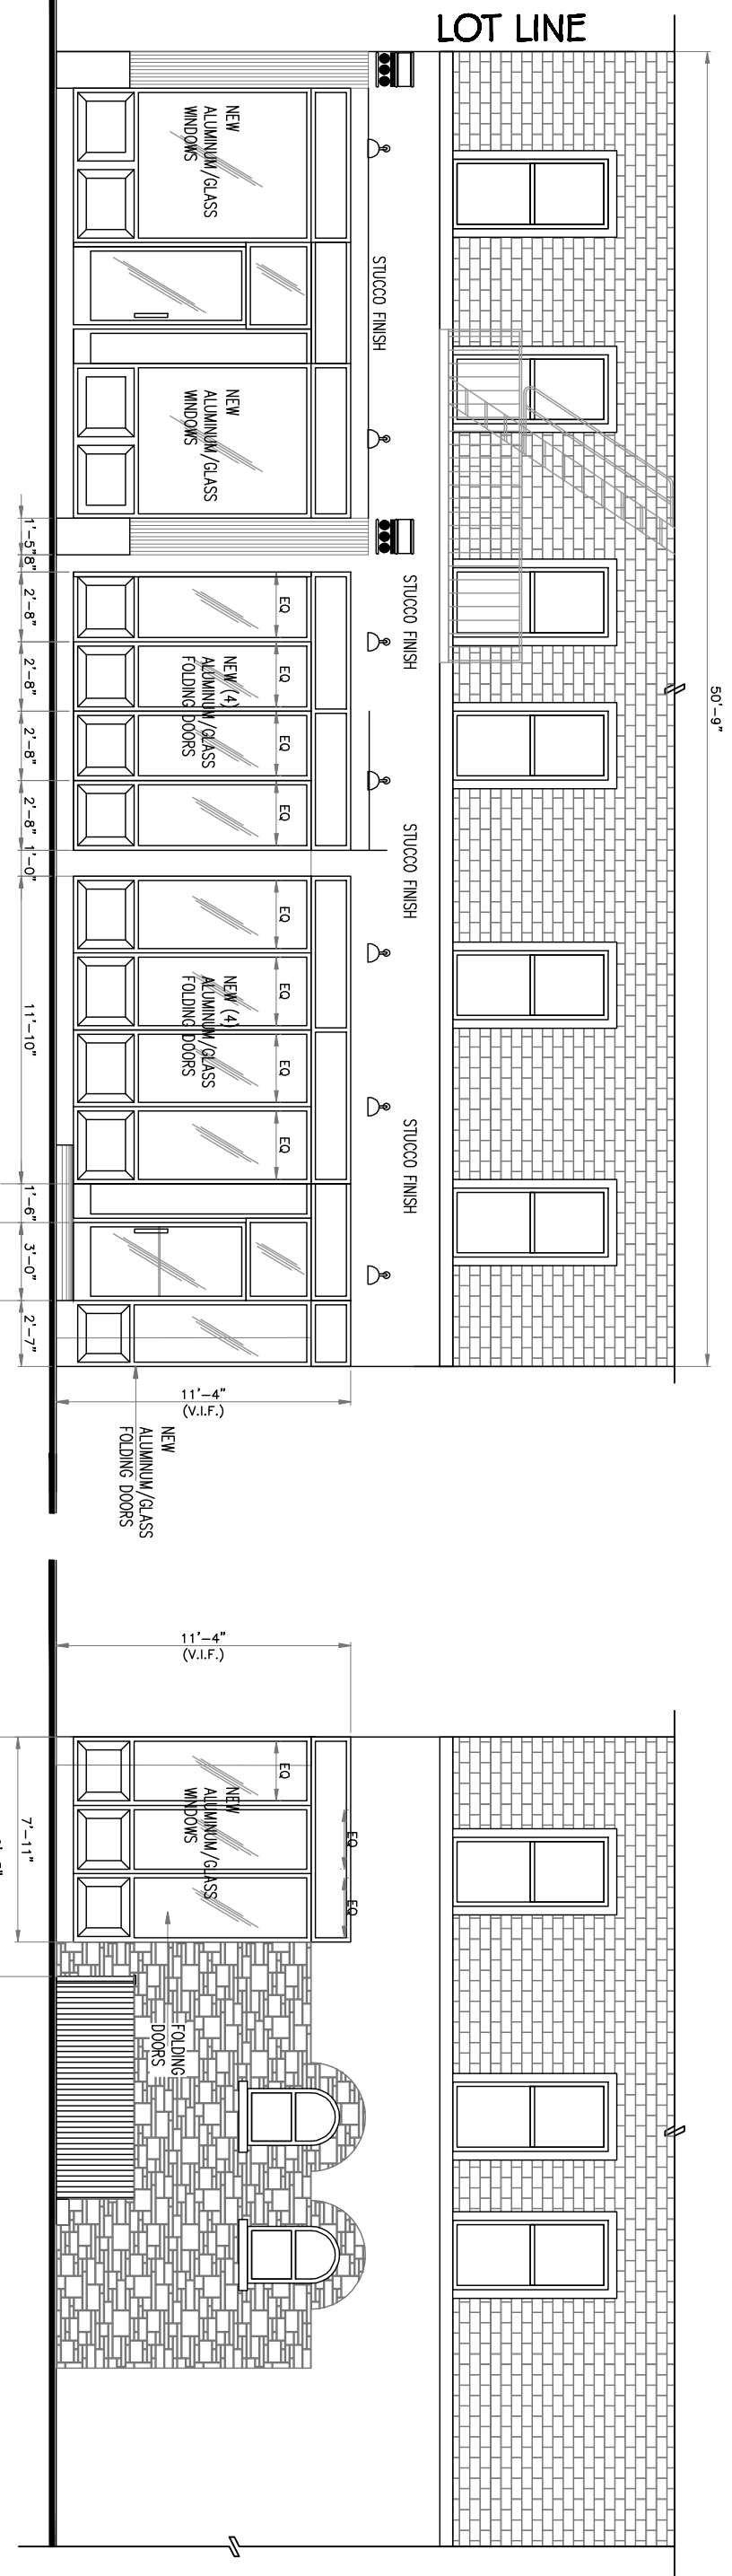 LOT LINE
50'-9"
STUCCO FINISH
STUCCO FINISH
STUCCO FINISH
STUCCO FINISH
NEW
ALUMINUM/GLASS
WINDOWS
NEW
ALUMINUM/GLASS
WINDOWS
EQ
EQ
EQ
EQ
NEW (4)
ALUMINUM/GLASS
FOLDING DOORS
EQ
EQ
EQ
EQ
NEW (4)
ALUMINUM/GLASS
FOLDING DOORS
1'-5"
8"
2'-8"
2'-8"
2'-8"
2'-8"
1'-0"
11'-10"
1'-6"
3'-0"
2'-7"
11'-4"
(V.I.F.)
NEW
ALUMINUM/GLASS
FOLDING DOORS
11'-4"
(V.I.F.)
EQ
EQ
EQ
NEW
ALUMINUM/GLASS
WINDOWS
FOLDING
DOORS
7'-11"